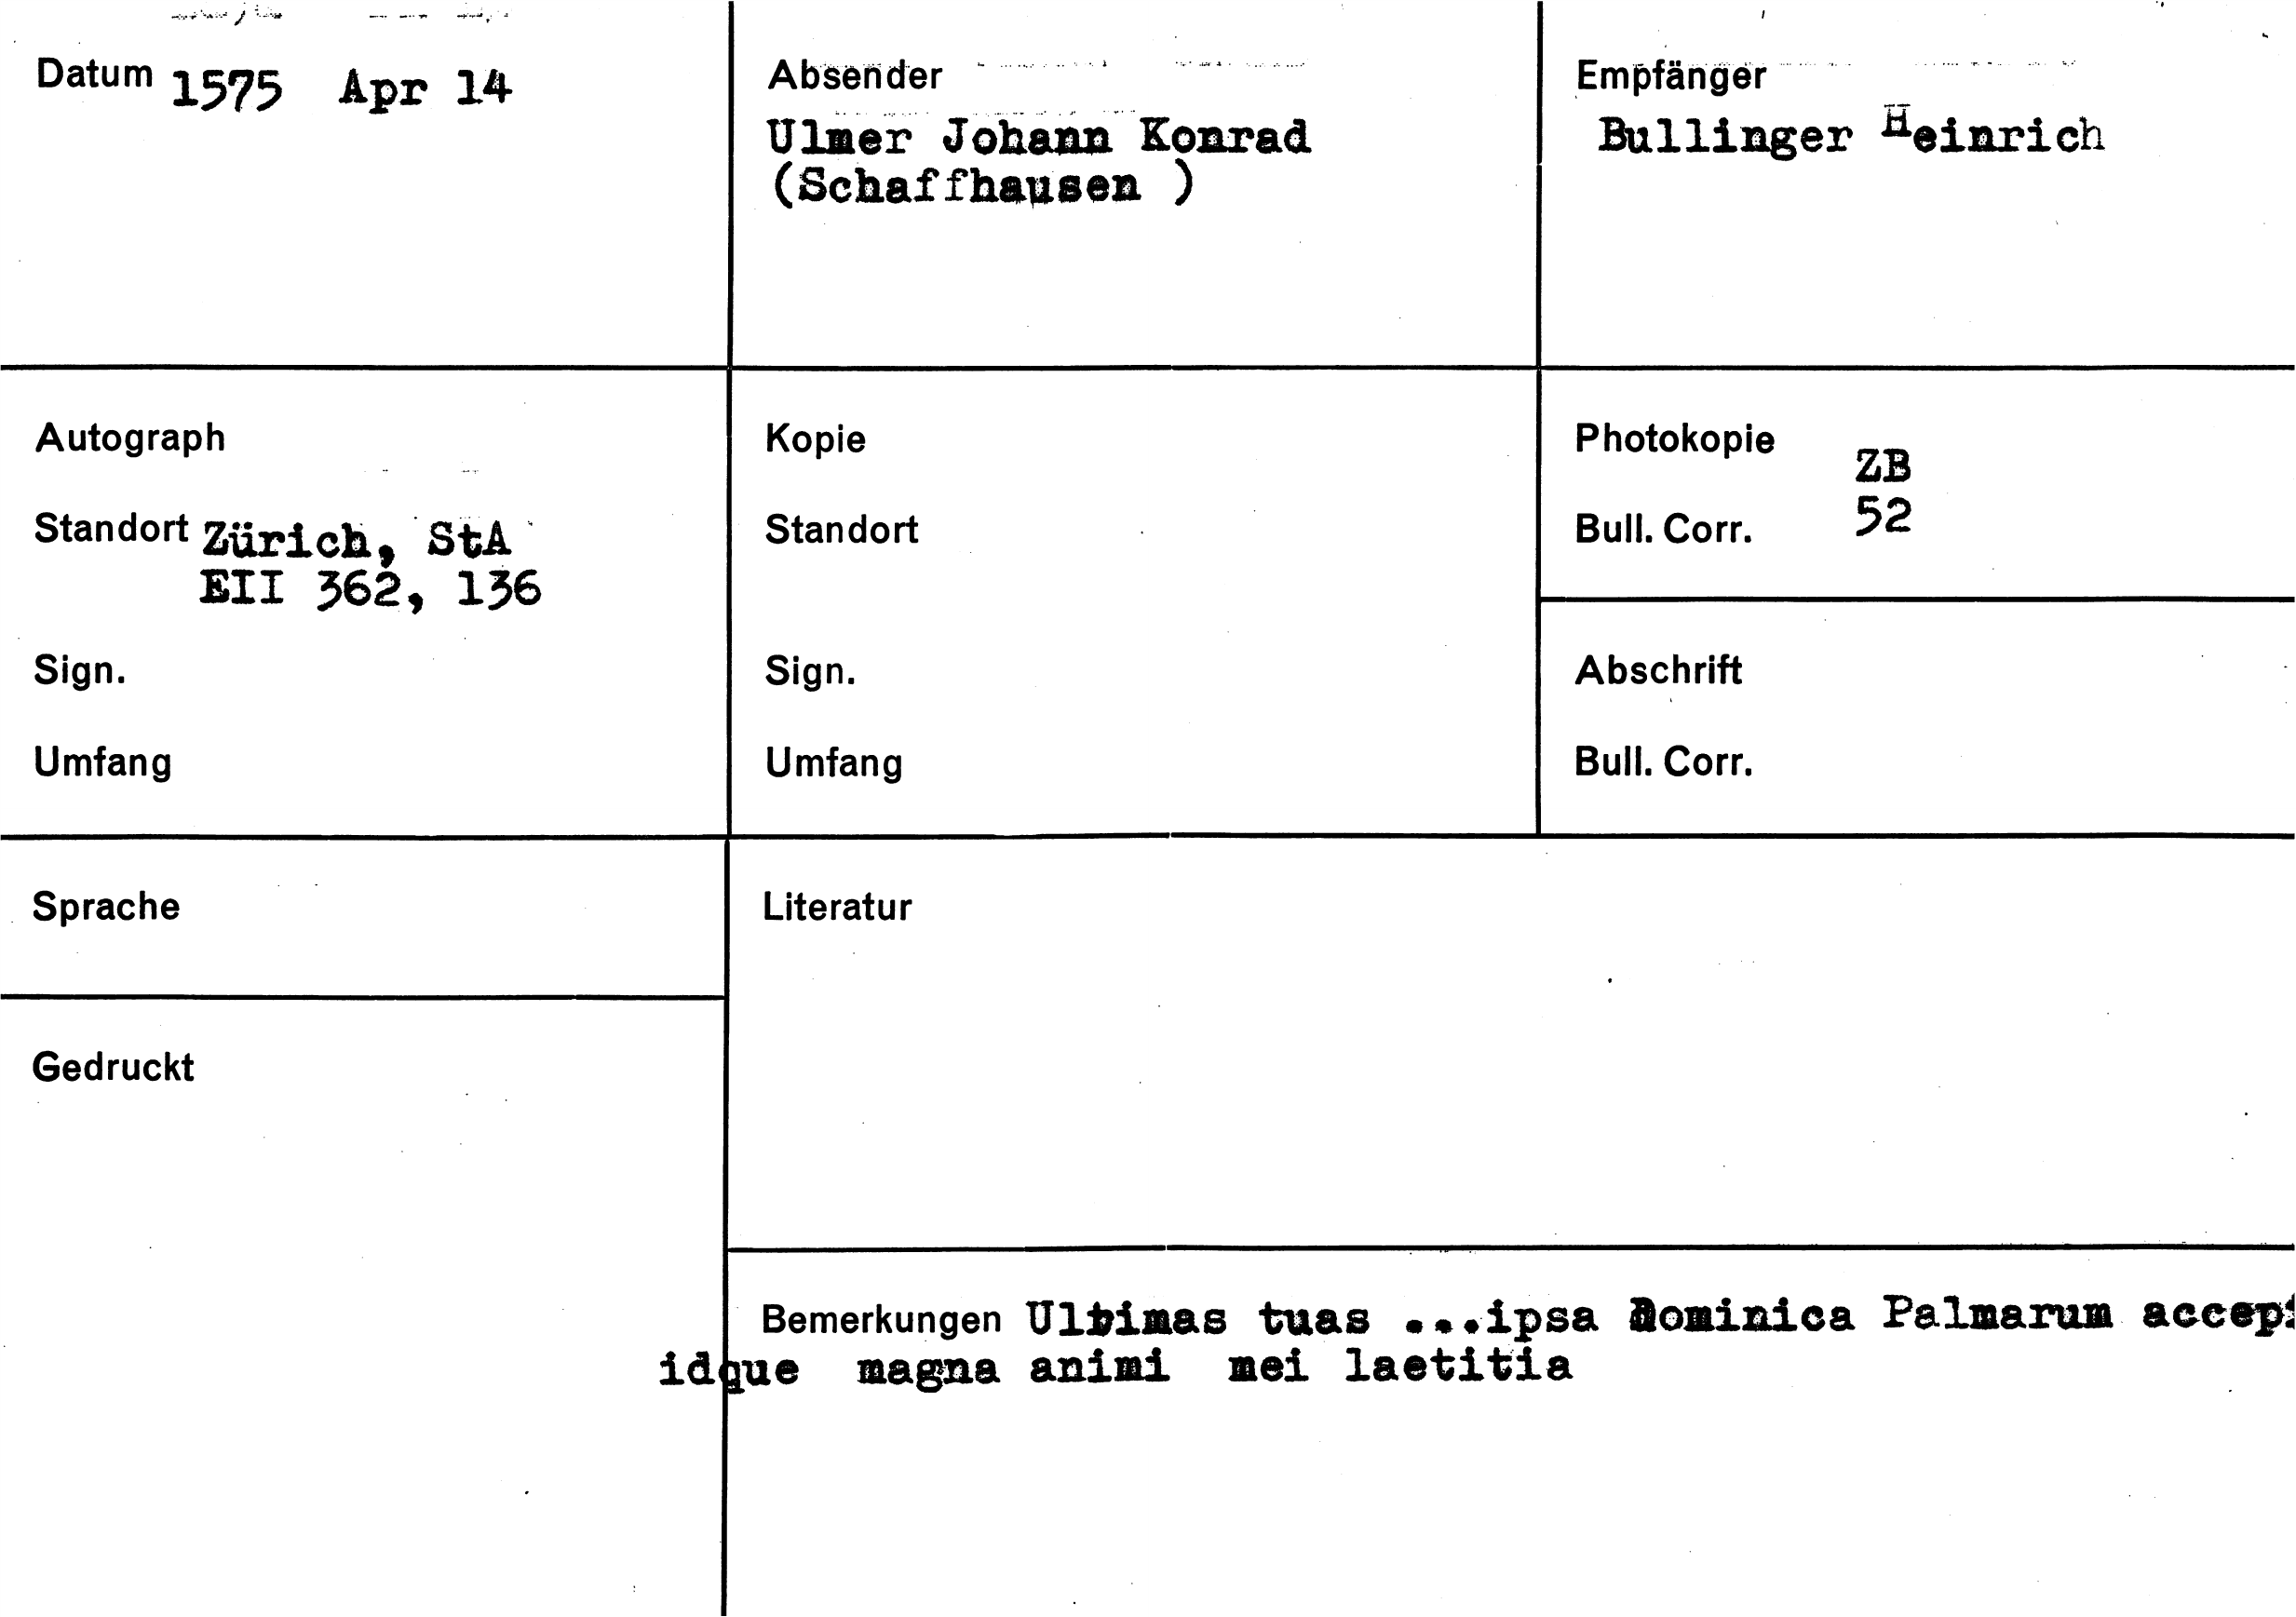 Datum 1575 Apr 14
Absender
Ulmer Johann Konrad
(Schaffhausen )
Empfänger
Bullinger Heinrich
Autograph
Standort Zürich, StA
EII 362, 136
Sign.
Umfang
Kopie
Standort
Sign.
Umfang
Photokopie ZB
Bull. Corr. 52
Abschrift
Bull. Corr.
Sprache
Gedruckt
Literatur
Bemerkungen Ultimas tuas ...ipsa Dominica Palmarum accepi
idque magna animi mei laetitia